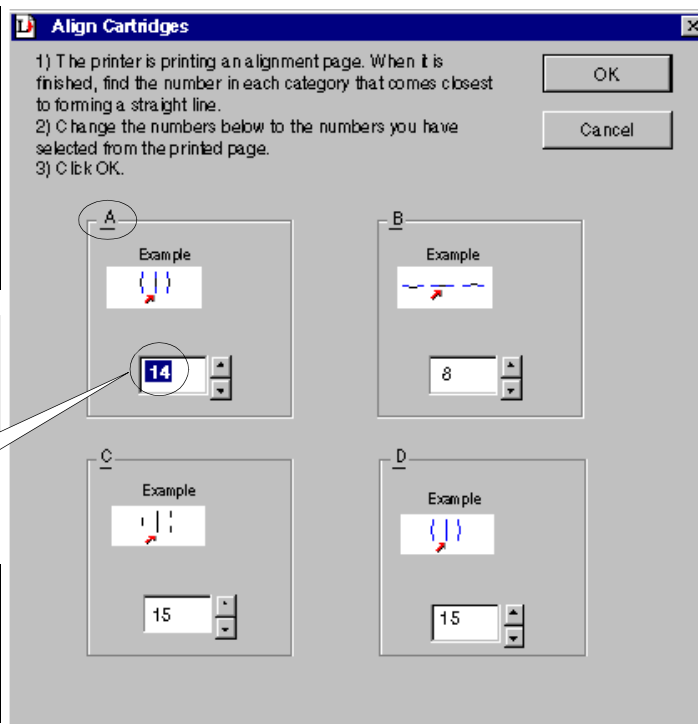 Align Cartridges
1) The printer is printing an alignment page. When it is
finished, find the number in each category that comes closest
to forming a straight line.
2) Change the numbers below to the numbers you have
selected from the printed page.
3) Click OK.
OK
Cancel
A
Example
14
B
Example
8
C
Example
15
D
Example
15